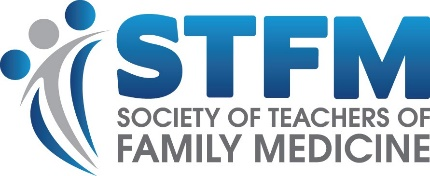 STFM
SOCIETY OF TEACHERS OF
FAMILY MEDICINE